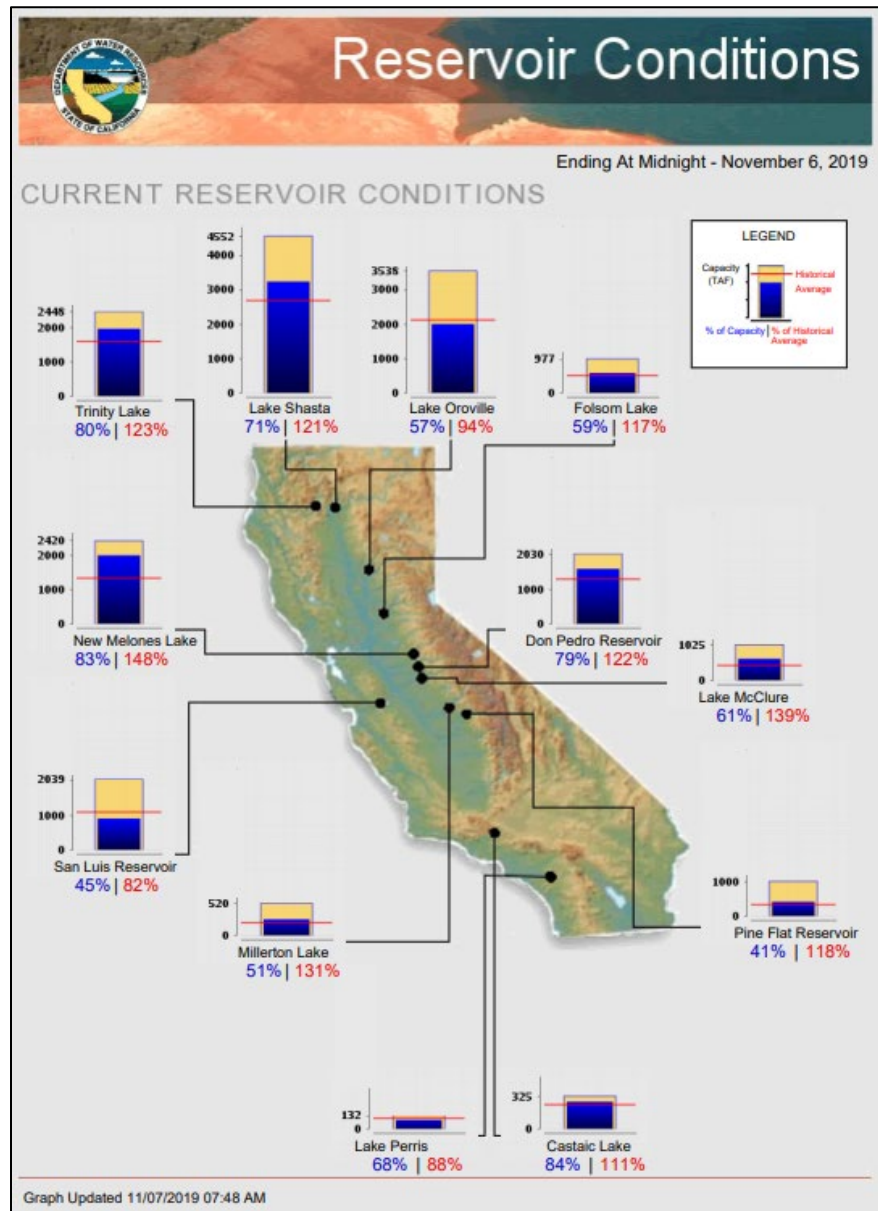 DEPARTMENT OF WATER RESOURCES
STATE OF CALIFORNIA
Reservoir Conditions
Ending At Midnight - November 6, 2019
CURRENT RESERVOIR CONDITIONS
LEGEND
Capacity
(TAF)
Historical
Average
% of Capacity | % of Historical
Average
2448
2000
1000
0
Trinity Lake
80% | 123%
4552
4000
3000
2000
1000
0
Lake Shasta
71% | 121%
3538
3000
2000
1000
0
Lake Oroville
57% | 94%
977
0
Folsom Lake
59% | 117%
2420
2000
1000
0
New Melones Lake
83% | 148%
2030
1000
0
Don Pedro Reservoir
79% | 122%
1025
0
Lake McClure
61% | 139%
2039
1000
0
San Luis Reservoir
45% | 82%
520
0
Millerton Lake
51% | 131%
1000
0
Pine Flat Reservoir
41% | 118%
132
0
Lake Perris
68% | 88%
325
0
Castaic Lake
84% | 111%
Graph Updated 11/07/2019 07:48 AM